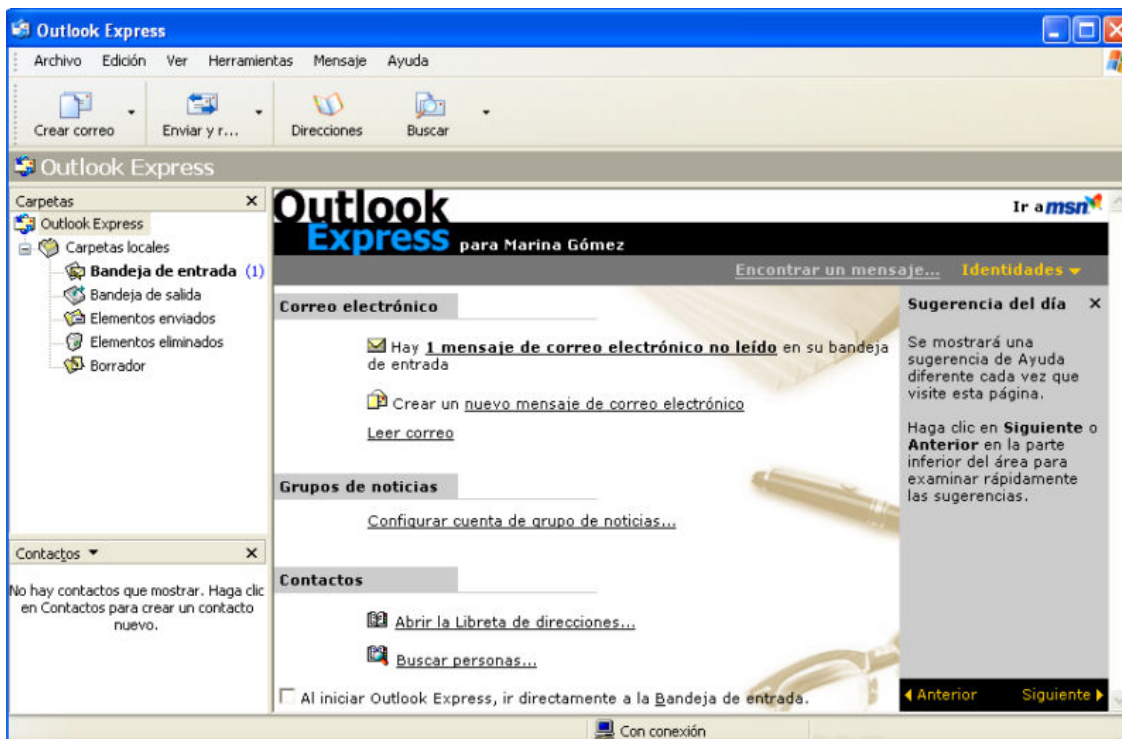 Outlook Express
Archivo Edición Ver Herramientas Mensaje Ayuda
Crear correo Enviar y r... Direcciones Buscar
Outlook Express
Carpetas
Outlook Express
Carpetas locales
Bandeja de entrada (1)
Bandeja de salida
Elementos enviados
Elementos eliminados
Borrador
Contactos
No hay contactos que mostrar. Haga clic
en Contactos para crear un contacto
nuevo.
Outlook
Express para Marina Gómez
Ir a msn
Encontrar un mensaje... Identidades
Correo electrónico
Hay 1 mensaje de correo electrónico no leído en su bandeja
de entrada
Crear un nuevo mensaje de correo electrónico
Leer correo
Grupos de noticias
Configurar cuenta de grupo de noticias...
Contactos
Abrir la Libreta de direcciones...
Buscar personas...
Al iniciar Outlook Express, ir directamente a la Bandeja de entrada.
Sugerencia del día
Se mostrará una
sugerencia de Ayuda
diferente cada vez que
visite esta página.
Haga clic en Siguiente o
Anterior en la parte
inferior del área para
examinar rápidamente
las sugerencias.
Anterior Siguiente
Con conexión